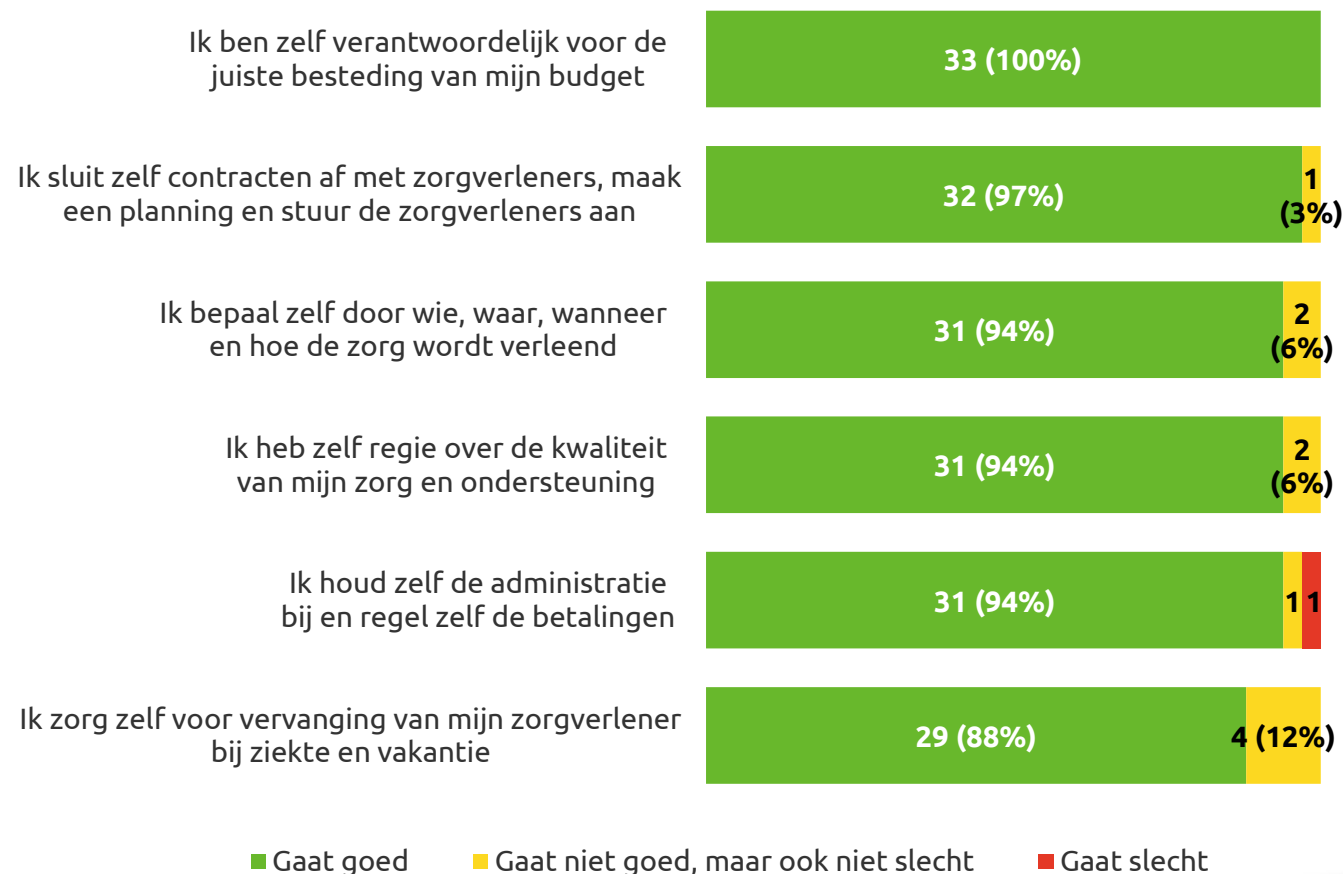 Ik ben zelf verantwoordelijk voor de
juiste besteding van mijn budget
33 (100%)
Ik sluit zelf contracten af met zorgverleners, maak
een planning en stuur de zorgverleners aan
32 (97%)
1
(3%)
Ik bepaal zelf door wie, waar, wanneer
en hoe de zorg wordt verleend
31 (94%)
2
(6%)
Ik heb zelf regie over de kwaliteit
van mijn zorg en ondersteuning
31 (94%)
2
(6%)
Ik houd zelf de administratie
bij en regel zelf de betalingen
31 (94%)
1 1
Ik zorg zelf voor vervanging van mijn zorgverlener
bij ziekte en vakantie
29 (88%)
4 (12%)
Gaat goed
Gaat niet goed, maar ook niet slecht
Gaat slecht